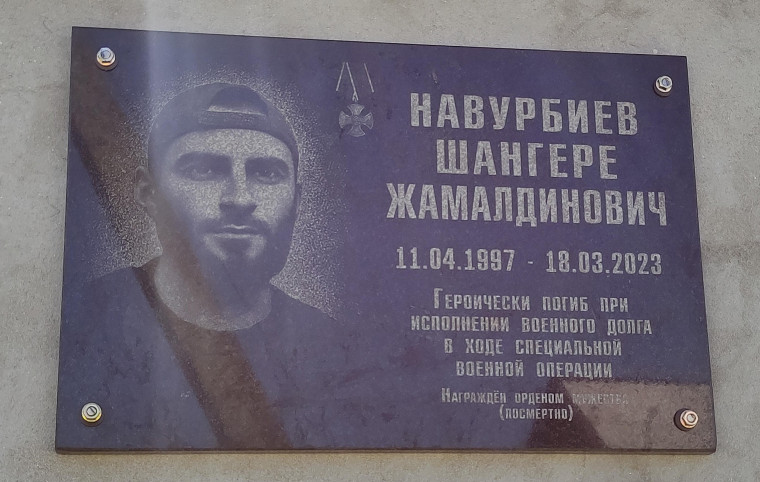 НАВУРБИЕВ
ШАНГЕРЕ
ЖАМАЛДИНОВИЧ
11.04.1997 - 18.03.2023
Героически погиб при
исполнении военного долга
в ходе специальной
военной операции
Награждён орденом мужества
(посмертно)